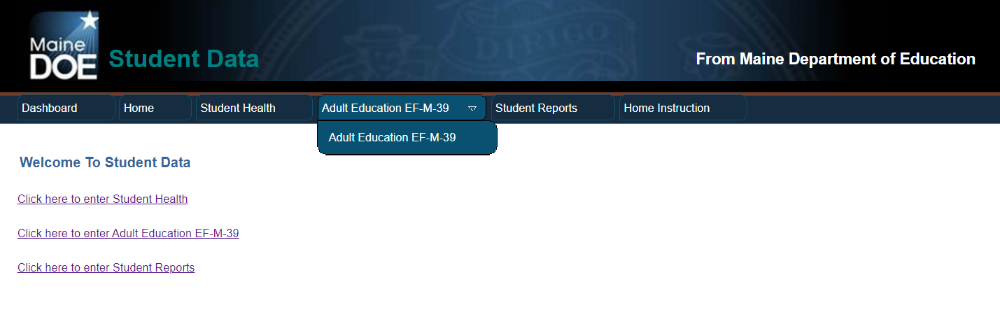 Maine
DOE
Student Data
From Maine Department of Education
DIRIGO
Dashboard
Home
Student Health
Adult Education EF-M-39
Student Reports
Home Instruction
Adult Education EF-M-39
Welcome To Student Data
Click here to enter Student Health
Click here to enter Adult Education EF-M-39
Click here to enter Student Reports